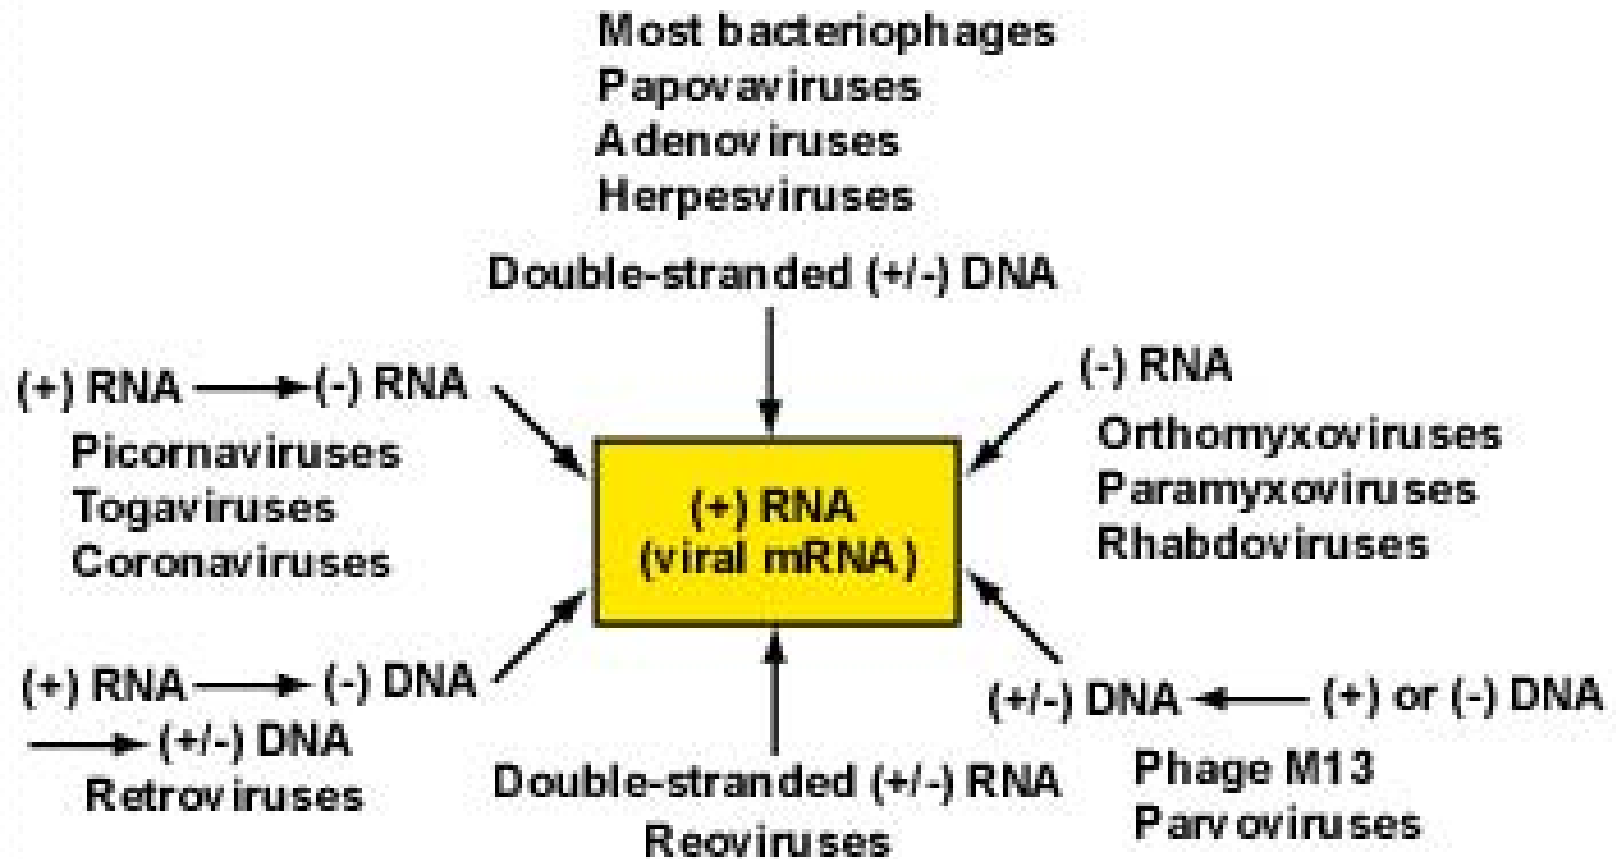 Most bacteriophages
Papovaviruses
Adenoviruses
Herpesviruses
Double-stranded (+/-) DNA
(+) RNA (-) RNA
Picornaviruses
Togaviruses
Coronaviruses
(-) RNA
Orthomyxoviruses
Paramyxoviruses
Rhabdoviruses
(+) RNA
(viral mRNA)
(+) RNA (-) DNA
(+/-) DNA
Retroviruses
Double-stranded (+/-) RNA
Reoviruses
(+/-) DNA (+) or (-) DNA
Phage M13
Parvoviruses